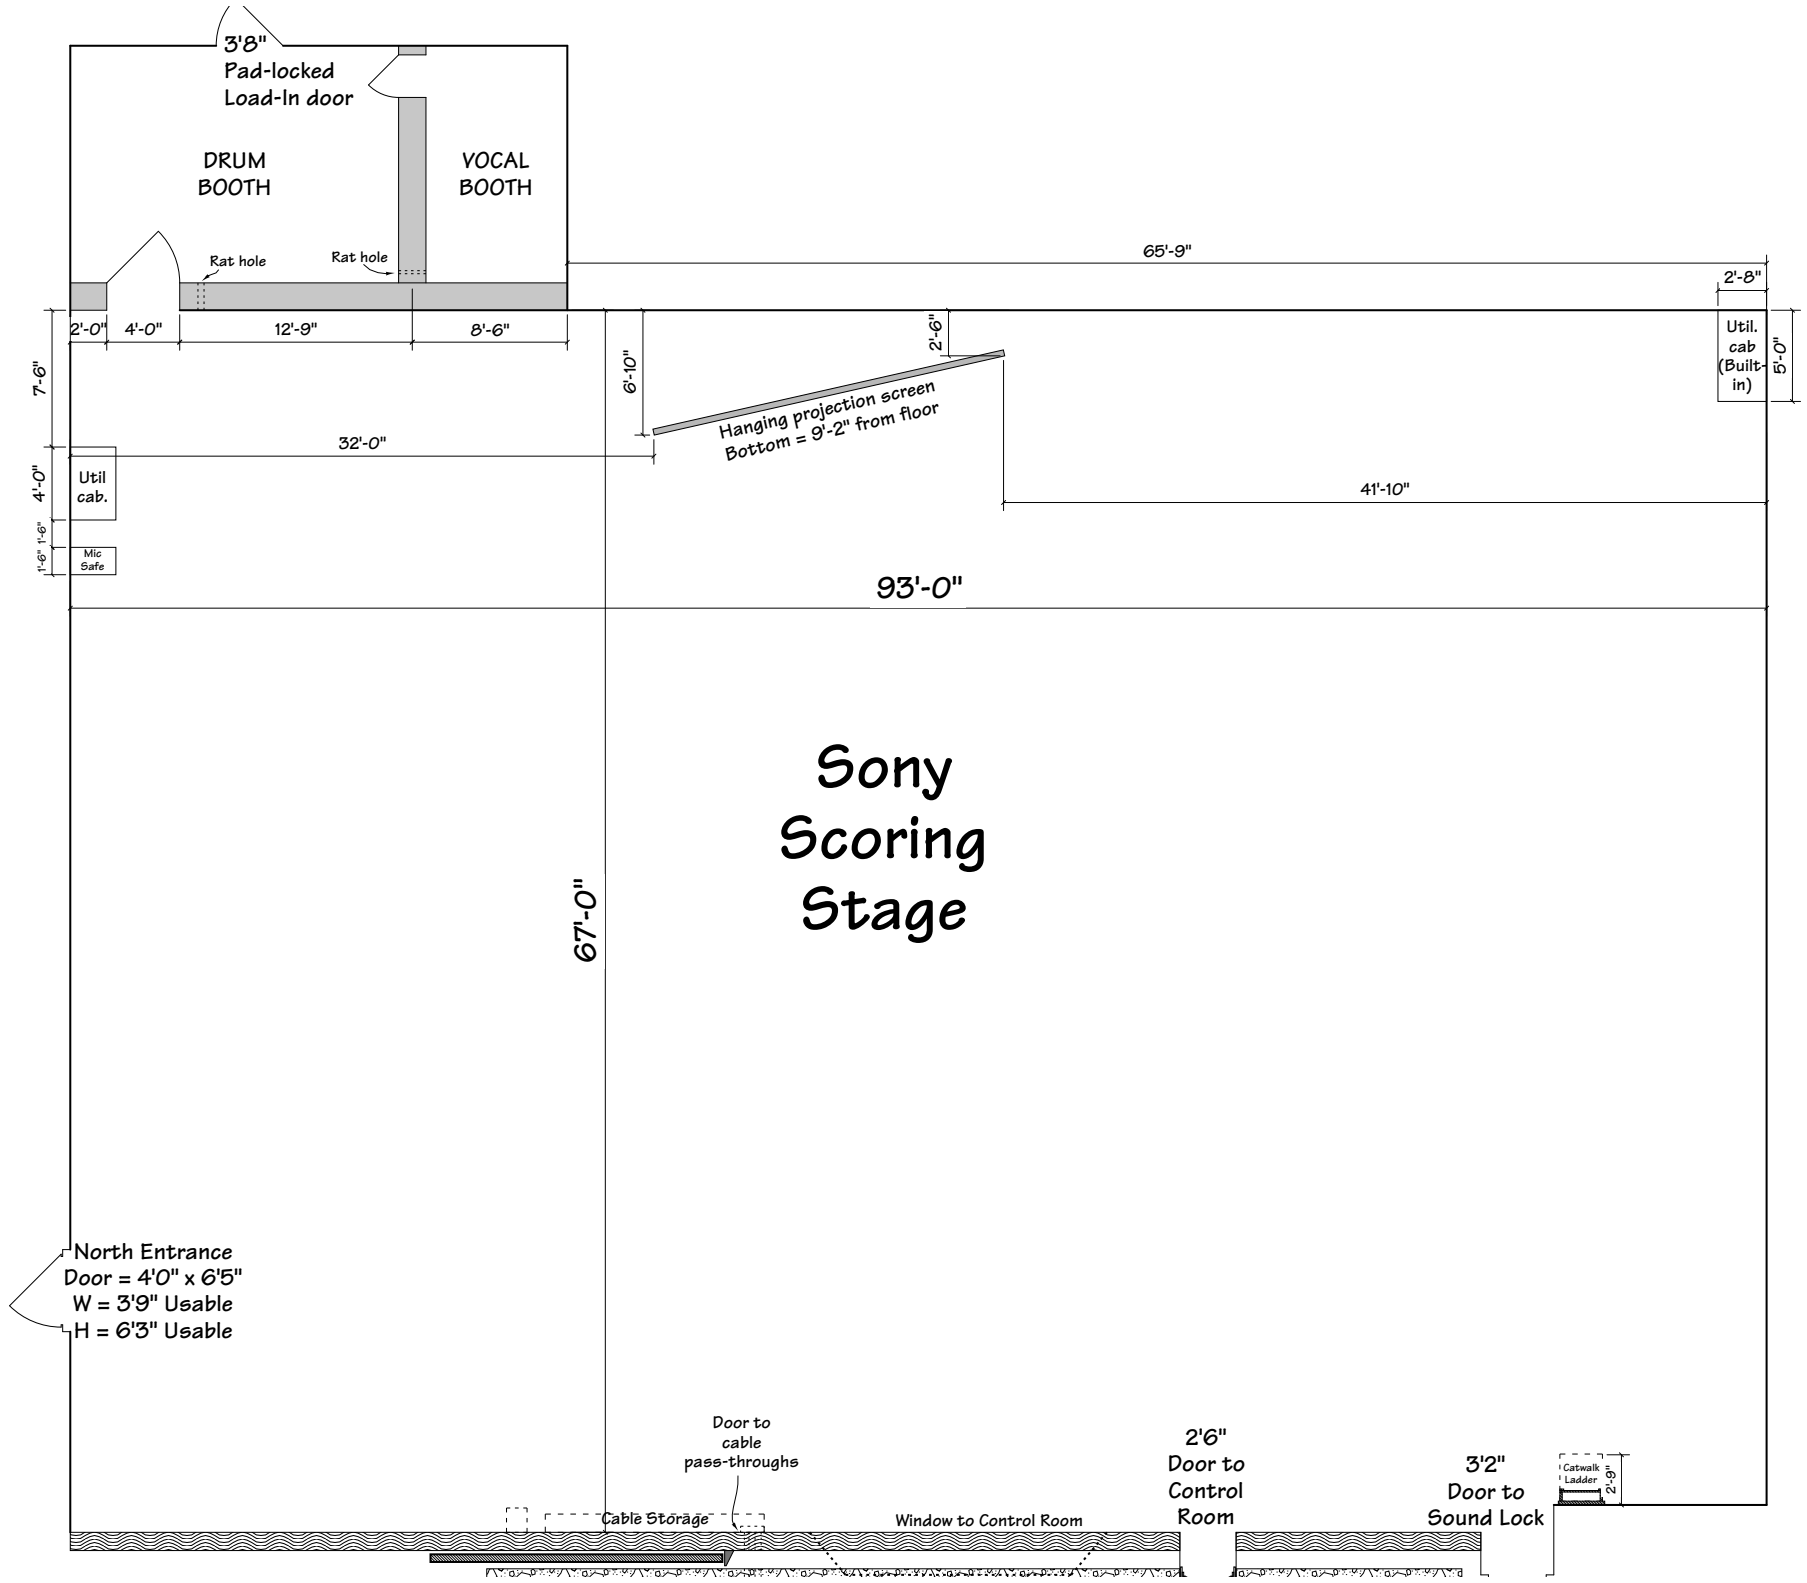 3'8"
Pad-locked
Load-In door
DRUM
BOOTH
VOCAL
BOOTH
Rat hole
Rat hole
65'-9"
2'-8"
2'-0"
4'-0"
12'-9"
8'-6"
7'-6"
6'-10"
2'-6"
Util.
cab
(Built-
in)
5'-0"
Hanging projection screen
Bottom = 9'-2" from floor
32'-0"
41'-10"
4'-0"
Util
cab.
1'-6"
1'-6"
Mic
Safe
93'-0"
Sony
Scoring
Stage
67'-0"
North Entrance
Door = 4'0" x 6'5"
W = 3'9" Usable
H = 6'3" Usable
Door to
cable
pass-throughs
Cable Storage
Window to Control Room
2'6"
Door to
Control
Room
3'2"
Door to
Sound Lock
Catwalk
Ladder
2'-9"